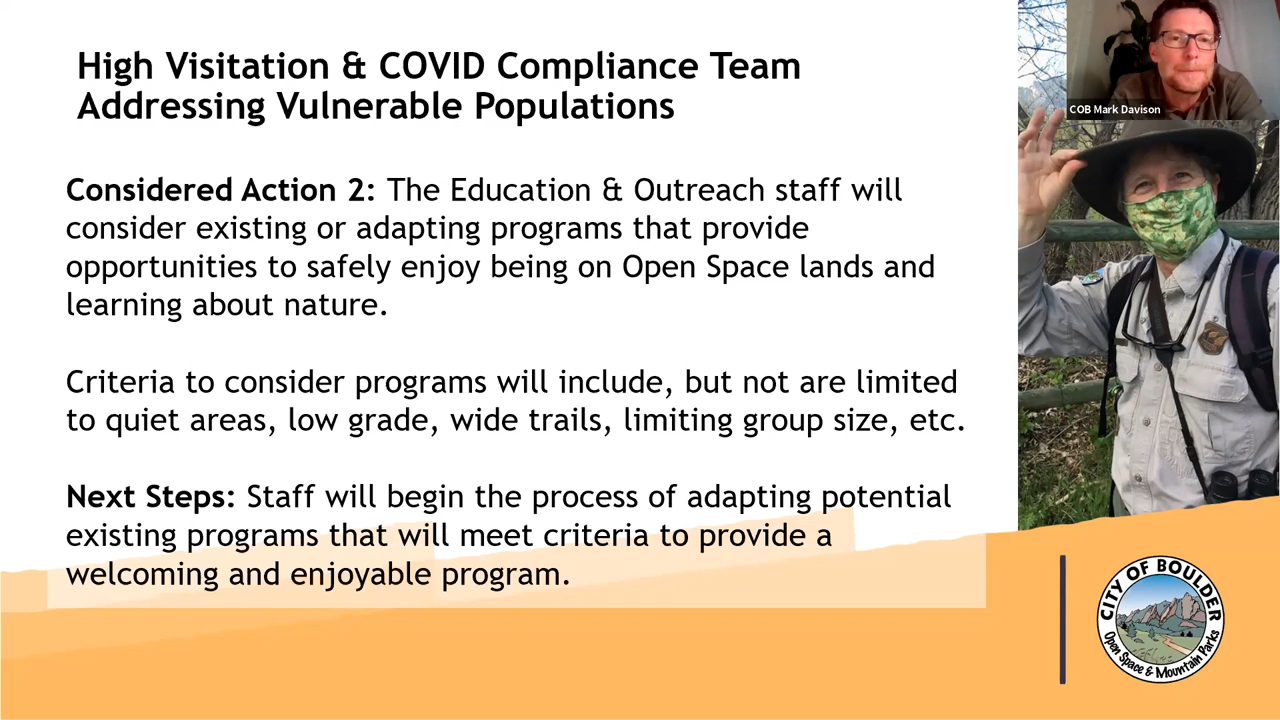 High Visitation & COVID Compliance Team
Addressing Vulnerable Populations
COB Mark Davison
Considered Action 2: The Education & Outreach staff will
consider existing or adapting programs that provide
opportunities to safely enjoy being on Open Space lands and
learning about nature.
Criteria to consider programs will include, but not are limited
to quiet areas, low grade, wide trails, limiting group size, etc.
Next Steps: Staff will begin the process of adapting potential
existing programs that will meet criteria to provide a
welcoming and enjoyable program.
CITY OF BOULDER
Open Space & Mountain Parks